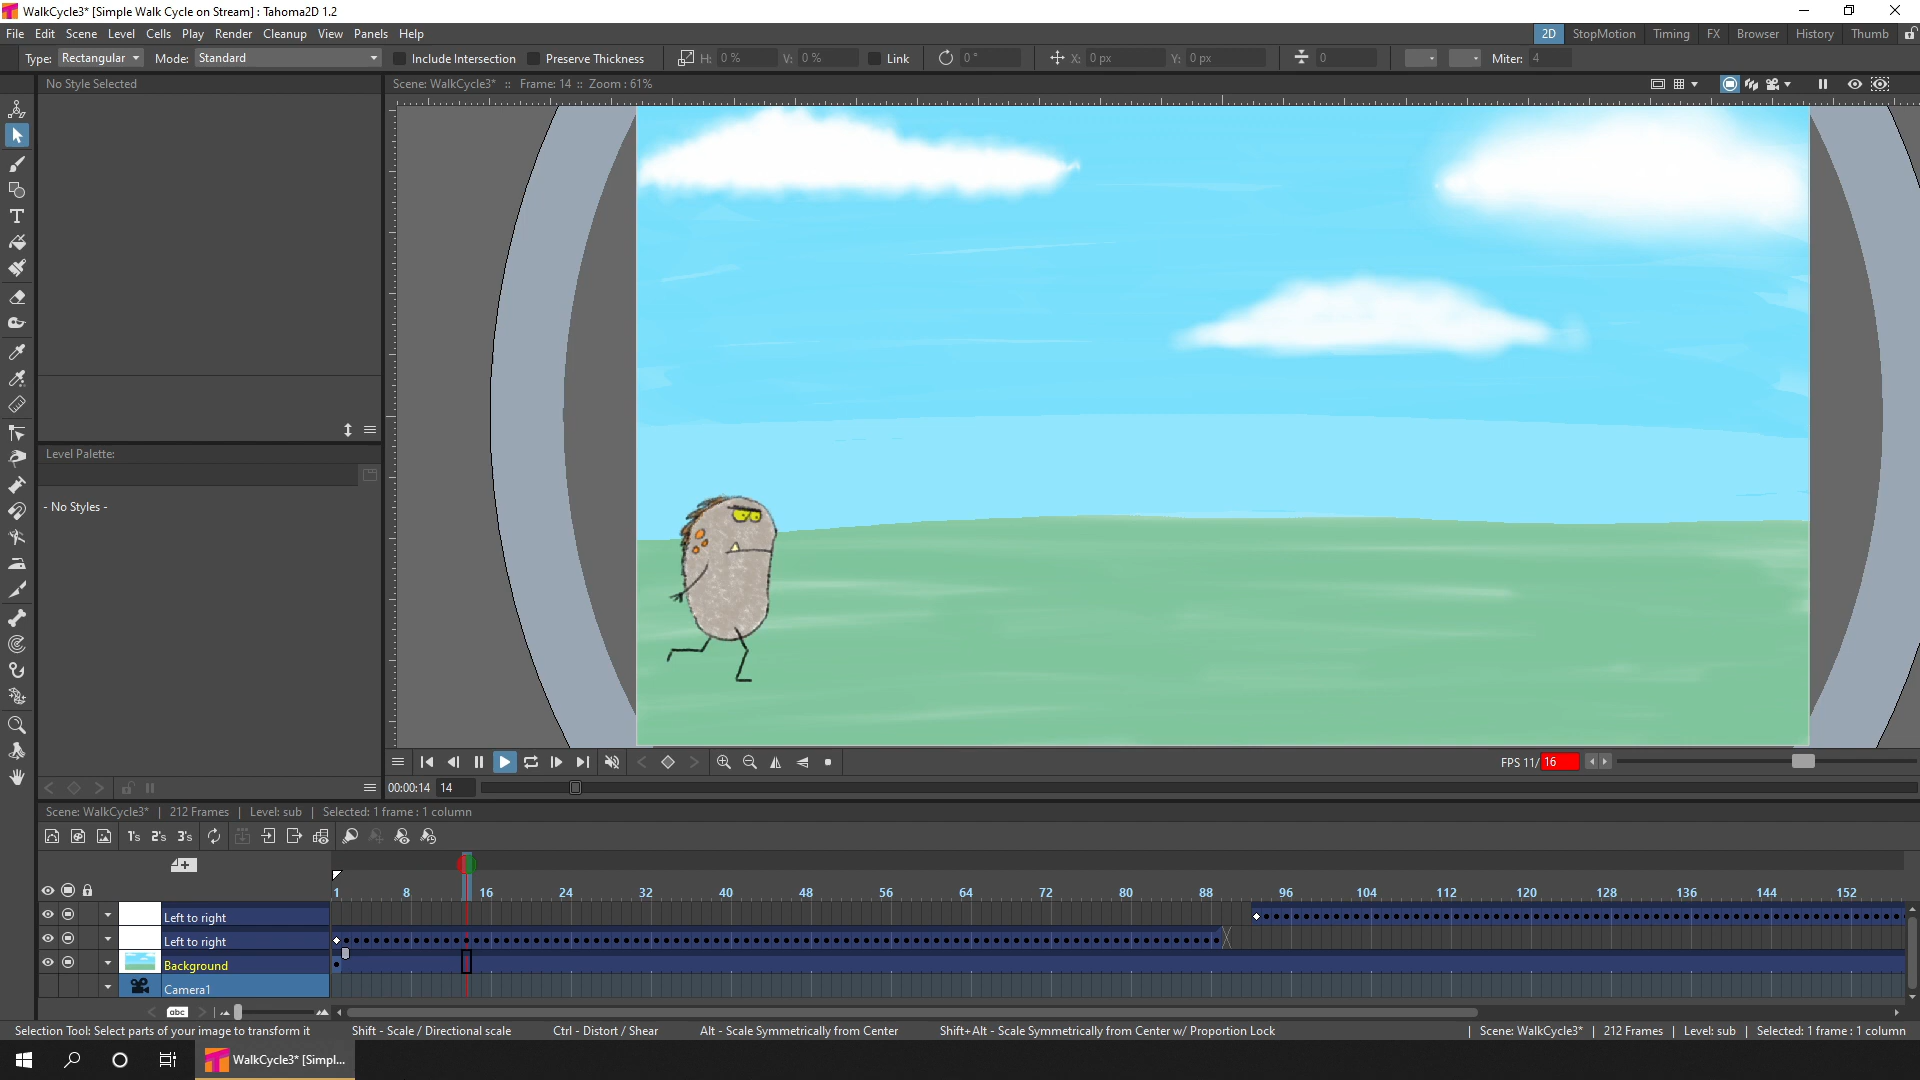 WalkCycle3* [Simple Walk Cycle on Stream] : Tahoma2D 1.2
File Edit Scene Level Cells Play Render Cleanup View Panels Help
2D StopMotion Timing FX Browser History Thumb
Type: Rectangular Mode: Standard Include Intersection Preserve Thickness H: 0 % V: 0 % Link 0 ° X: 0 px Y: 0 px 0 Miter: 4
No Style Selected
Scene: WalkCycle3* :: Frame: 14 :: Zoom : 61%
Level Palette:
- No Styles -
FPS 11/ 16
00:00:14 14
Scene: WalkCycle3* | 212 Frames | Level: sub | Selected: 1 frame : 1 column
1's 2's 3's
1 8 16 24 32 40 48 56 64 72 80 88 96 104 112 120 128 136 144 152
Left to right
Left to right
Background
Camera1
abc
Selection Tool: Select parts of your image to transform it Shift - Scale / Directional scale Ctrl - Distort / Shear Alt - Scale Symmetrically from Center Shift+Alt - Scale Symmetrically from Center w/ Proportion Lock | Scene: WalkCycle3* | 212 Frames | Level: sub | Selected: 1 frame : 1 column
WalkCycle3* [Simpl...